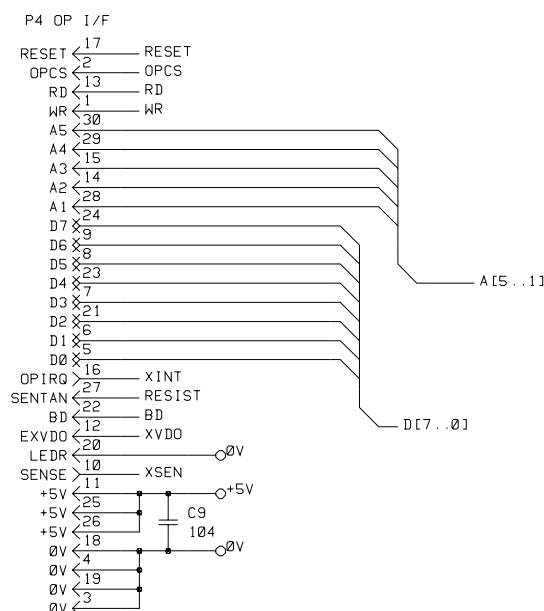 P4 OP I/F
RESET 17 RESET
OPCS 2 OPCS
RD 13 RD
WR 1 WR
A5 30
A4 29
A3 15
A2 14
A1 28
D7 24
D6 9
D5 8
D4 23
D3 7
D2 21
D1 6
D0 5
A[5..1]
OPIRQ 16 XINT
SENTAN 27 RESIST
BD 22 BD
D[7..0]
EXVDO 12 XVDO
LEDR 20 0V
SENSE 10 XSEN
+5V 11 +5V
+5V 25 C9
+5V 26 104
0V 18 0V
0V 4
0V 19
0V 3